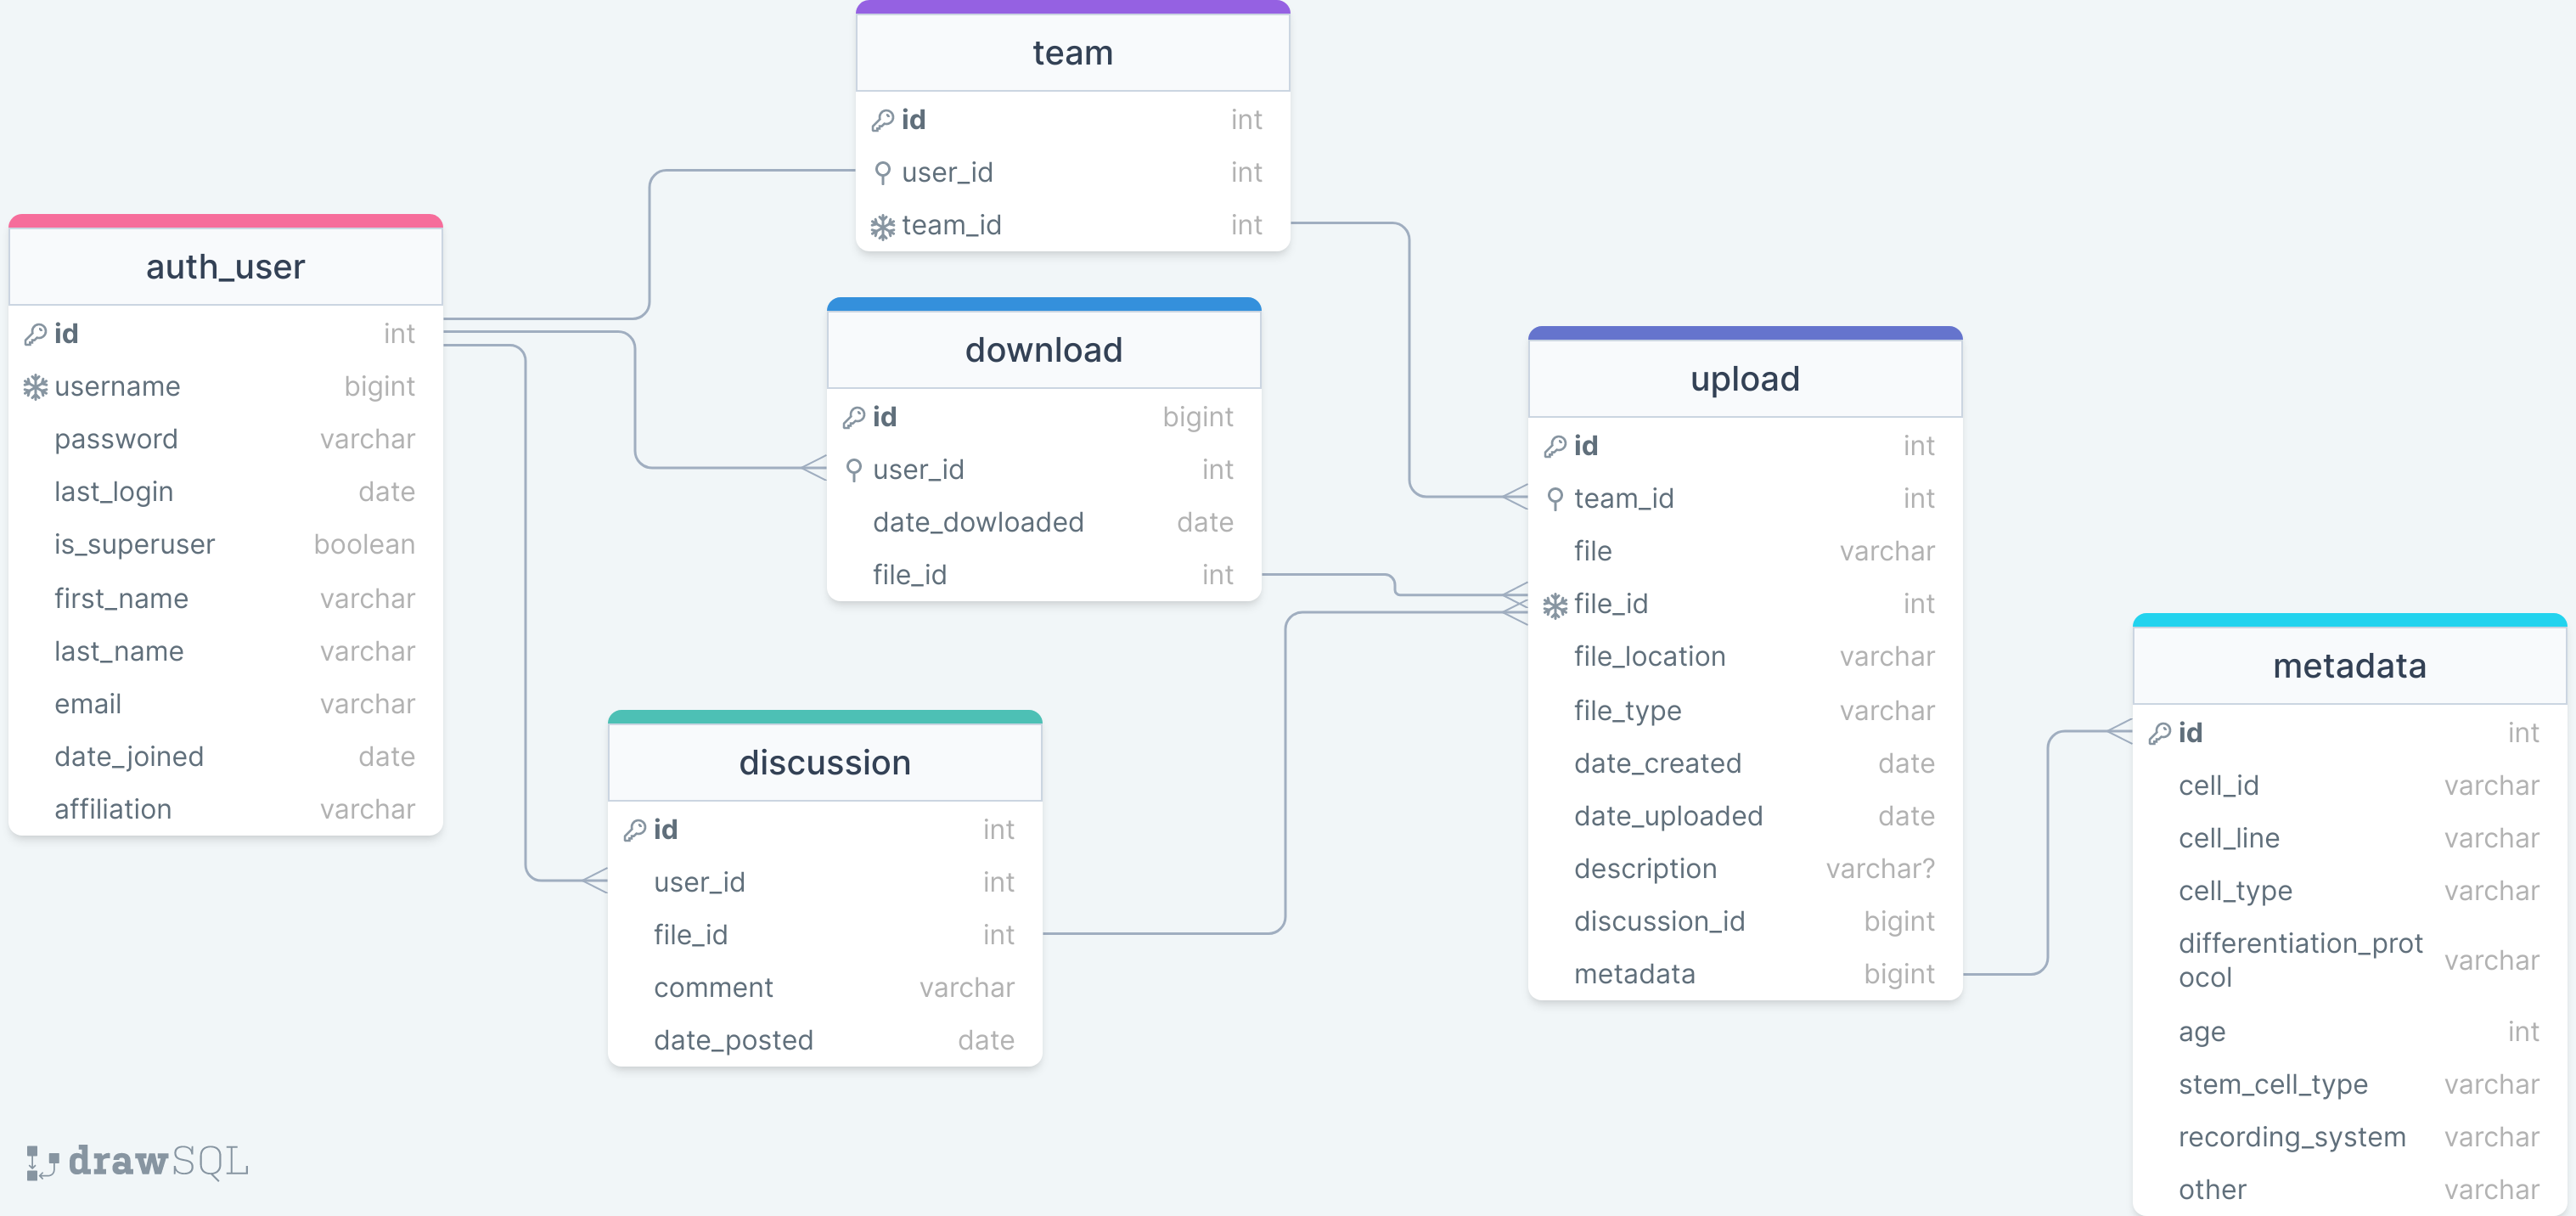 team
id int
user_id int
team_id int
auth_user
id int
username bigint
password varchar
last_login date
is_superuser boolean
first_name varchar
last_name varchar
email varchar
date_joined date
affiliation varchar
download
id bigint
user_id int
date_dowloaded date
file_id int
discussion
id int
user_id int
file_id int
comment varchar
date_posted date
upload
id int
team_id int
file varchar
file_id int
file_location varchar
file_type varchar
date_created date
date_uploaded date
description varchar?
discussion_id bigint
metadata bigint
metadata
id int
cell_id varchar
cell_line varchar
cell_type varchar
differentiation_prot varchar
ocol
age int
stem_cell_type varchar
recording_system varchar
other varchar
drawSQL